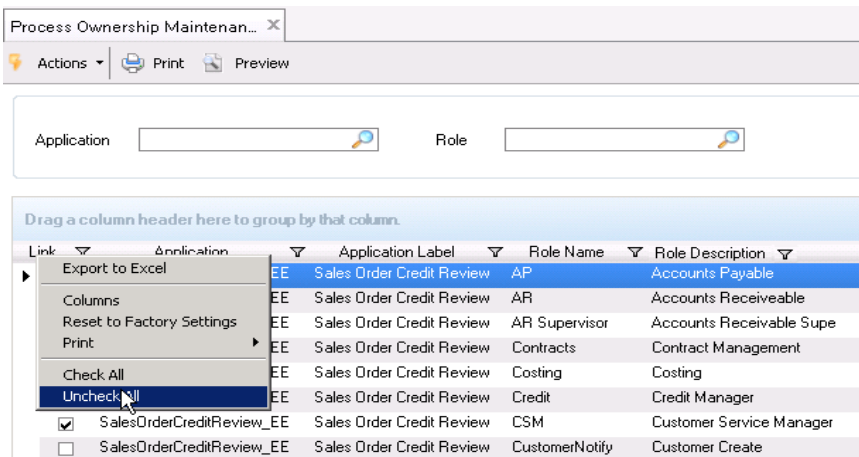 Process Ownership Maintenan... X
Actions Print Preview
Application Role
Drag a column header here to group by that column.
Link Application Application Label Role Name Role Description
Export to Excel
Columns
Reset to Factory Settings
Print
Check All
Uncheck All
EE Sales Order Credit Review AP Accounts Payable
EE Sales Order Credit Review AR Accounts Receiveable
EE Sales Order Credit Review AR Supervisor Accounts Receivable Supe
EE Sales Order Credit Review Contracts Contract Management
EE Sales Order Credit Review Costing Costing
EE Sales Order Credit Review Credit Credit Manager
SalesOrderCreditReview_EE Sales Order Credit Review CSM Customer Service Manager
SalesOrderCreditReview_EE Sales Order Credit Review CustomerNotify Customer Create